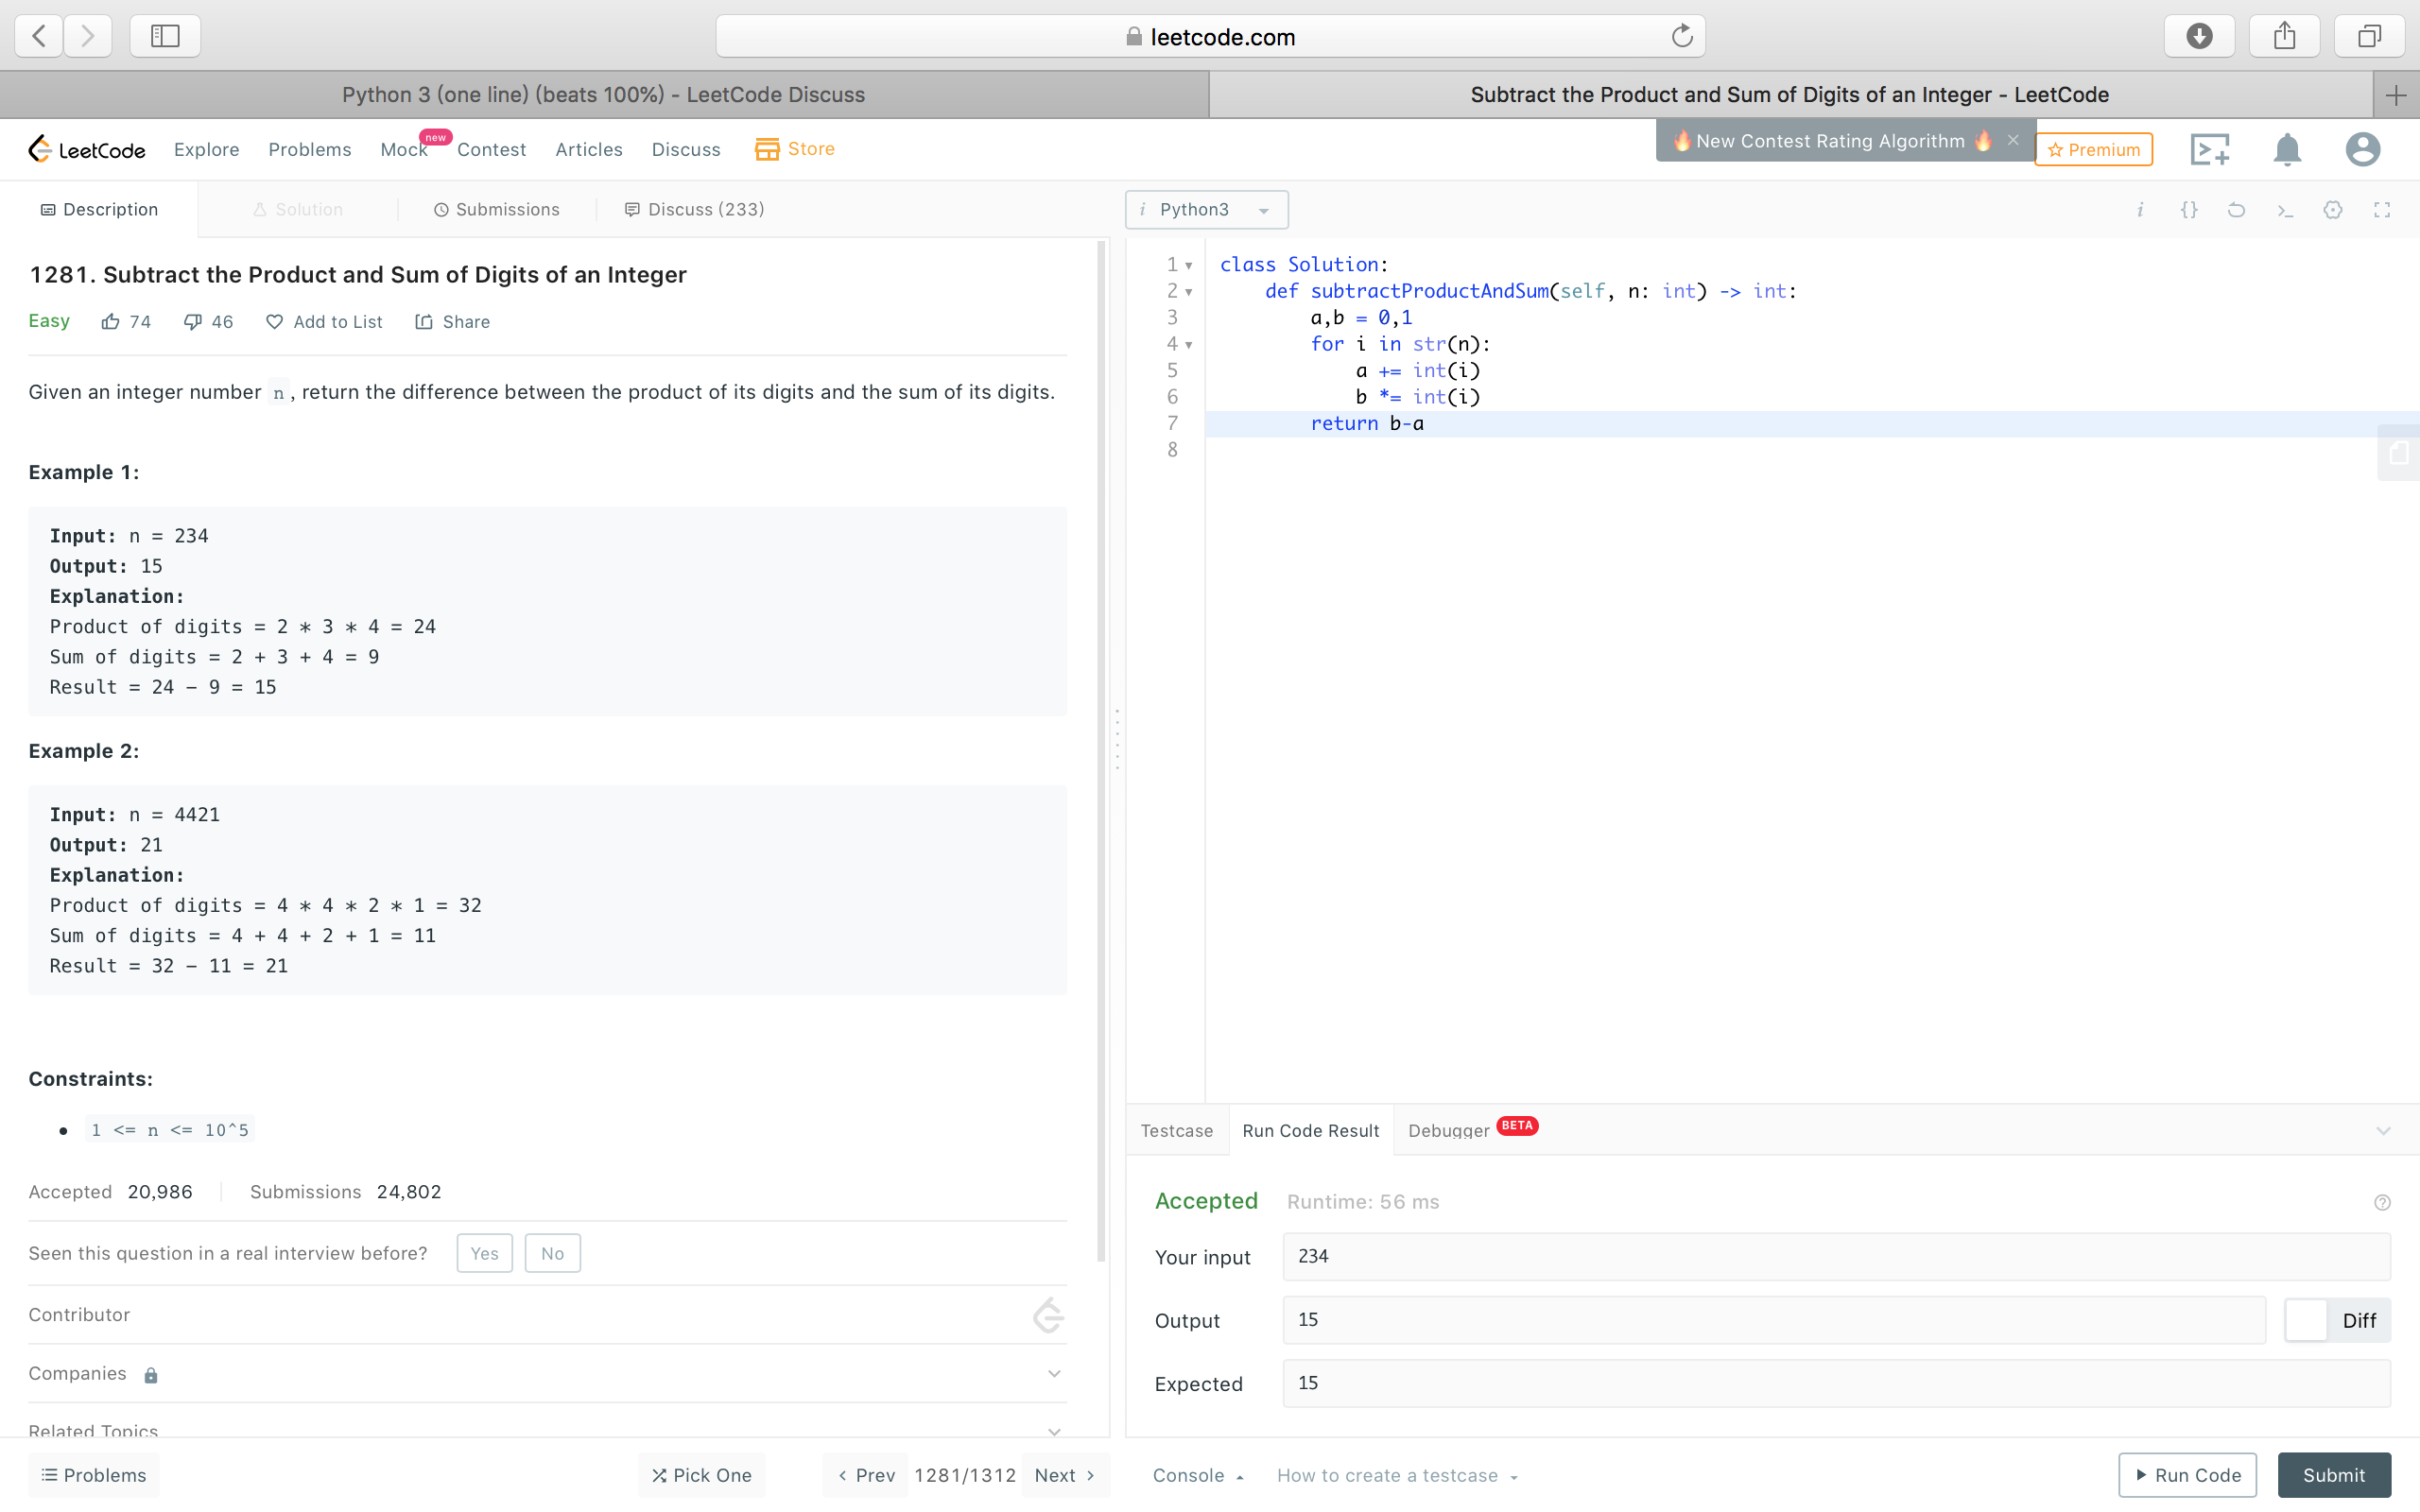 leetcode.com
Python 3 (one line) (beats 100%) - LeetCode Discuss
Subtract the Product and Sum of Digits of an Integer - LeetCode
LeetCode
Explore
Problems
Mock
new
Contest
Articles
Discuss
Store
🔥New Contest Rating Algorithm 🔥 ×
Premium
Description
Solution
Submissions
Discuss (233)
1281. Subtract the Product and Sum of Digits of an Integer
Easy 74 46 Add to List Share
Given an integer number n, return the difference between the product of its digits and the sum of its digits.
Example 1:
Input: n = 234
Output: 15
Explanation:
Product of digits = 2 * 3 * 4 = 24
Sum of digits = 2 + 3 + 4 = 9
Result = 24 - 9 = 15
Example 2:
Input: n = 4421
Output: 21
Explanation:
Product of digits = 4 * 4 * 2 * 1 = 32
Sum of digits = 4 + 4 + 2 + 1 = 11
Result = 32 - 11 = 21
Constraints:
• 1 <= n <= 10^5
Accepted 20,986 Submissions 24,802
Seen this question in a real interview before? Yes No
Contributor
Companies
Related Topics
Problems
Pick One
‹ Prev 1281/1312 Next ›
i Python3
i {}
1 class Solution:
2     def subtractProductAndSum(self, n: int) -> int:
3         a,b = 0,1
4         for i in str(n):
5             a += int(i)
6             b *= int(i)
7         return b-a
8
Testcase
Run Code Result
Debugger BETA
Accepted Runtime: 56 ms
Your input 234
Output 15 Diff
Expected 15
Console
How to create a testcase
Run Code
Submit